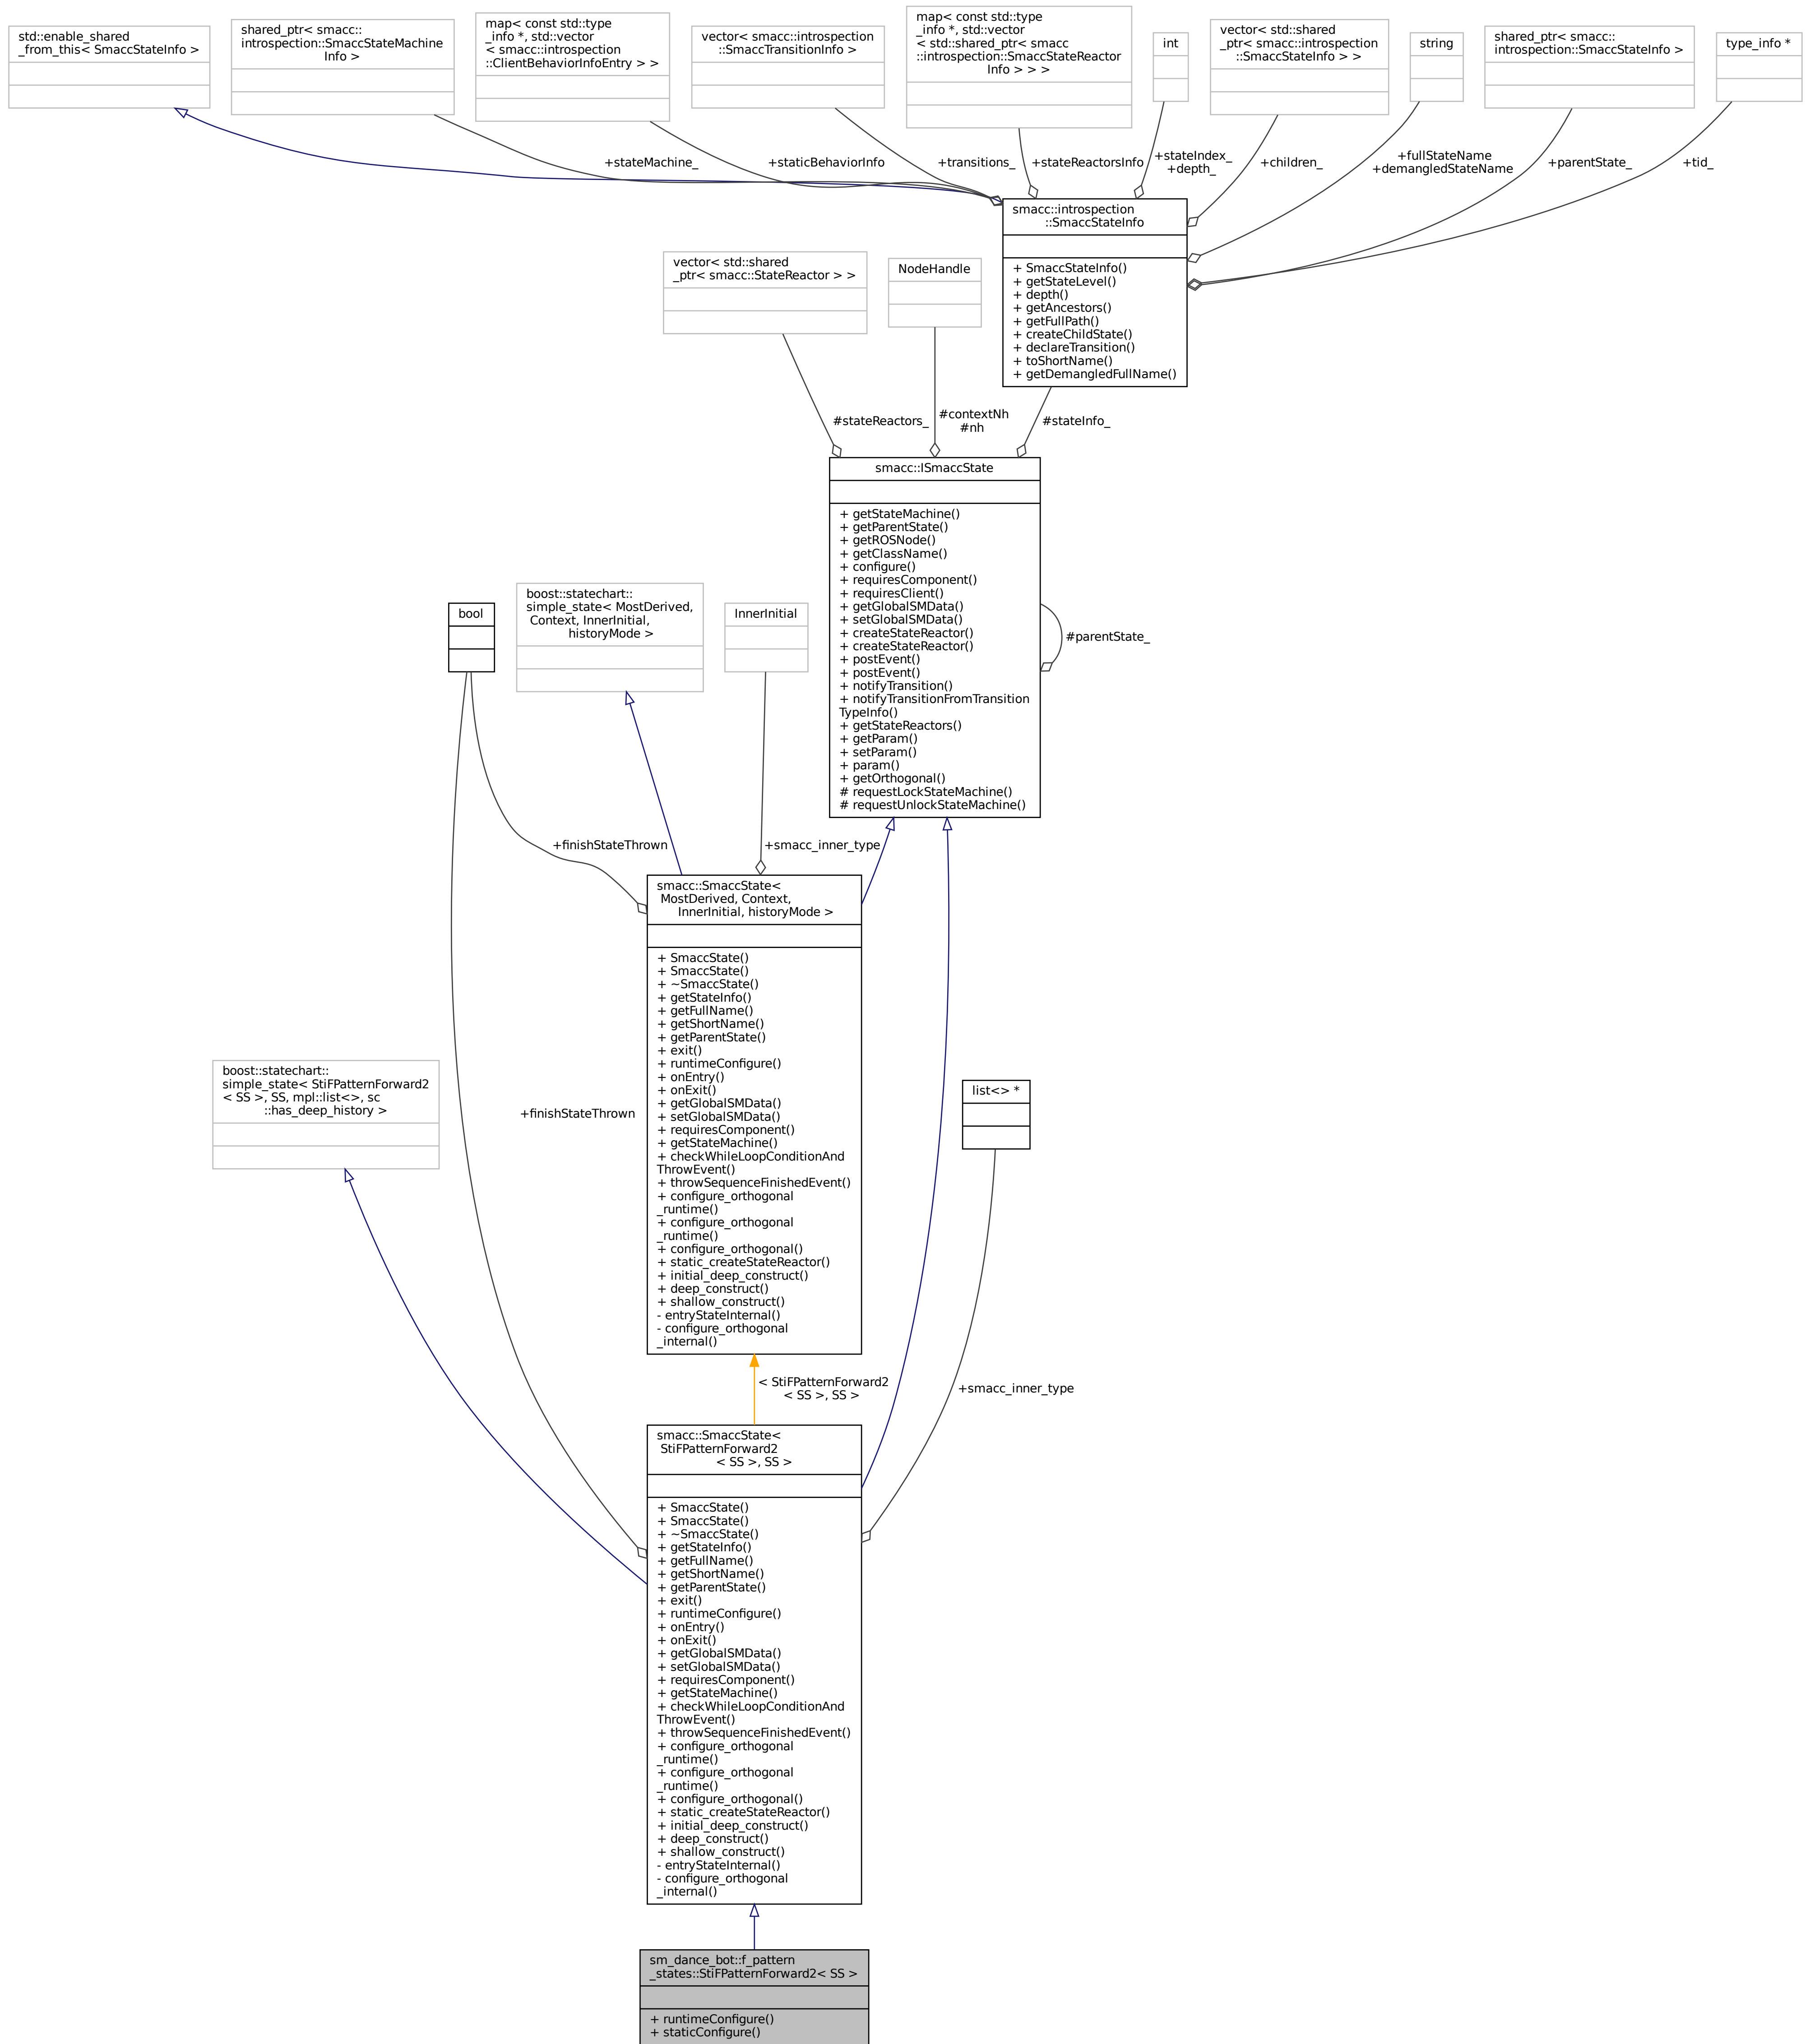 std::enable_shared
_from_this< SmaccStateInfo >
shared_ptr< smacc::
introspection::SmaccStateMachine
Info >
map< const std::type
_info *, std::vector
< smacc::introspection
::ClientBehaviorInfoEntry > >
vector< smacc::introspection
::SmaccTransitionInfo >
map< const std::type
_info *, std::vector
< std::shared_ptr< smacc
::introspection::SmaccStateReactor
Info > > >
int
vector< std::shared
_ptr< smacc::introspection
::SmaccStateInfo > >
string
shared_ptr< smacc::
introspection::SmaccStateInfo >
type_info *
+stateMachine_
+staticBehaviorInfo
+transitions_
+stateReactorsInfo
+stateIndex_
+depth_
+children_
+fullStateName
+demangledStateName
+parentState_
+tid_
smacc::introspection
::SmaccStateInfo
+ SmaccStateInfo()
+ getStateLevel()
+ depth()
+ getAncestors()
+ getFullPath()
+ createChildState()
+ declareTransition()
+ toShortName()
+ getDemangledFullName()
vector< std::shared
_ptr< smacc::StateReactor > >
NodeHandle
#stateReactors_
#contextNh
#nh
#stateInfo_
smacc::ISmaccState
+ getStateMachine()
+ getParentState()
+ getROSNode()
+ getClassName()
+ configure()
+ requiresComponent()
+ requiresClient()
+ getGlobalSMData()
+ setGlobalSMData()
+ createStateReactor()
+ createStateReactor()
+ postEvent()
+ postEvent()
+ notifyTransition()
+ notifyTransitionFromTransition
TypeInfo()
+ getStateReactors()
+ getParam()
+ setParam()
+ param()
+ getOrthogonal()
# requestLockStateMachine()
# requestUnlockStateMachine()
#parentState_
bool
boost::statechart::
simple_state< MostDerived,
Context, InnerInitial,
historyMode >
InnerInitial
+finishStateThrown
+smacc_inner_type
smacc::SmaccState<
MostDerived, Context,
InnerInitial, historyMode >
+ SmaccState()
+ SmaccState()
+ ~SmaccState()
+ getStateInfo()
+ getFullName()
+ getShortName()
+ getParentState()
+ exit()
+ runtimeConfigure()
+ onEntry()
+ onExit()
+ getGlobalSMData()
+ setGlobalSMData()
+ requiresComponent()
+ getStateMachine()
+ checkWhileLoopConditionAnd
ThrowEvent()
+ throwSequenceFinishedEvent()
+ configure_orthogonal
_runtime()
+ configure_orthogonal
_runtime()
+ configure_orthogonal()
+ static_createStateReactor()
+ initial_deep_construct()
+ deep_construct()
+ shallow_construct()
- entryStateInternal()
- configure_orthogonal
_internal()
boost::statechart::
simple_state< StiFPatternForward2
< SS >, SS, mpl::list<>, sc
::has_deep_history >
+finishStateThrown
list<> *
< StiFPatternForward2
< SS >, SS >
+smacc_inner_type
smacc::SmaccState<
StiFPatternForward2
< SS >, SS >
+ SmaccState()
+ SmaccState()
+ ~SmaccState()
+ getStateInfo()
+ getFullName()
+ getShortName()
+ getParentState()
+ exit()
+ runtimeConfigure()
+ onEntry()
+ onExit()
+ getGlobalSMData()
+ setGlobalSMData()
+ requiresComponent()
+ getStateMachine()
+ checkWhileLoopConditionAnd
ThrowEvent()
+ throwSequenceFinishedEvent()
+ configure_orthogonal
_runtime()
+ configure_orthogonal
_runtime()
+ configure_orthogonal()
+ static_createStateReactor()
+ initial_deep_construct()
+ deep_construct()
+ shallow_construct()
- entryStateInternal()
- configure_orthogonal
_internal()
sm_dance_bot::f_pattern
_states::StiFPatternForward2< SS >
+ runtimeConfigure()
+ staticConfigure()